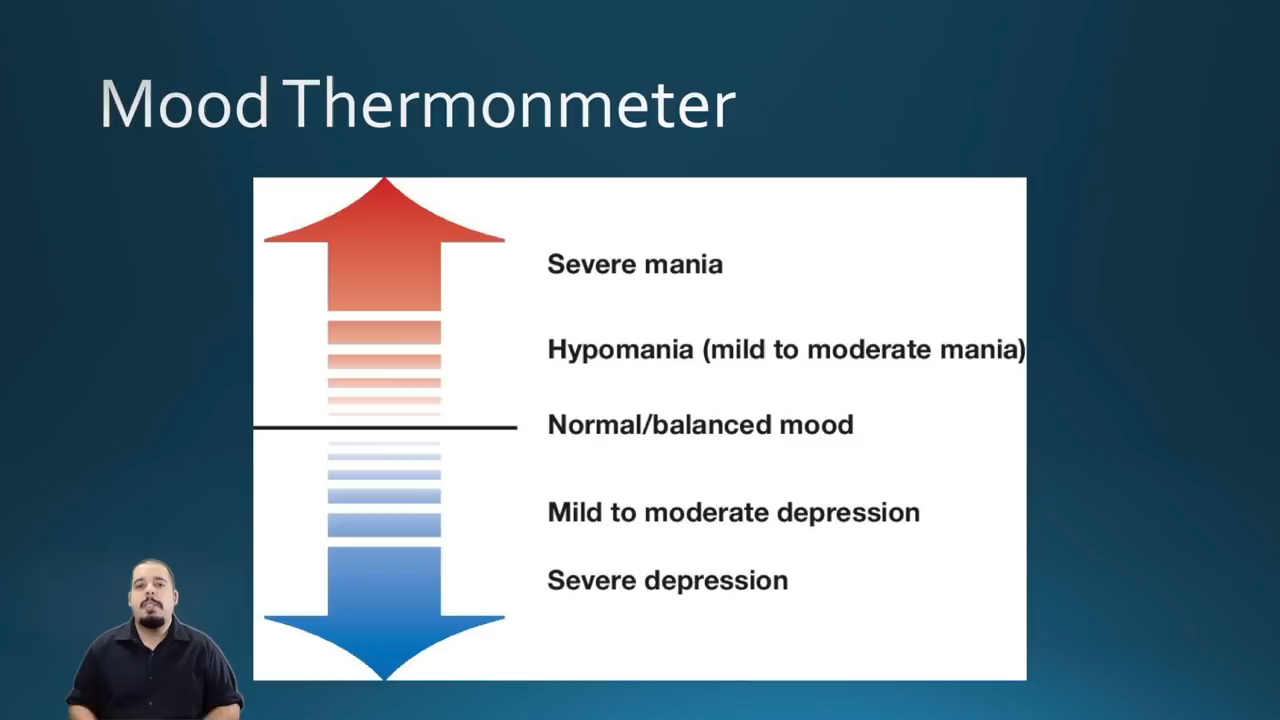 Mood Thermonmeter
Severe mania
Hypomania (mild to moderate mania)
Normal/balanced mood
Mild to moderate depression
Severe depression